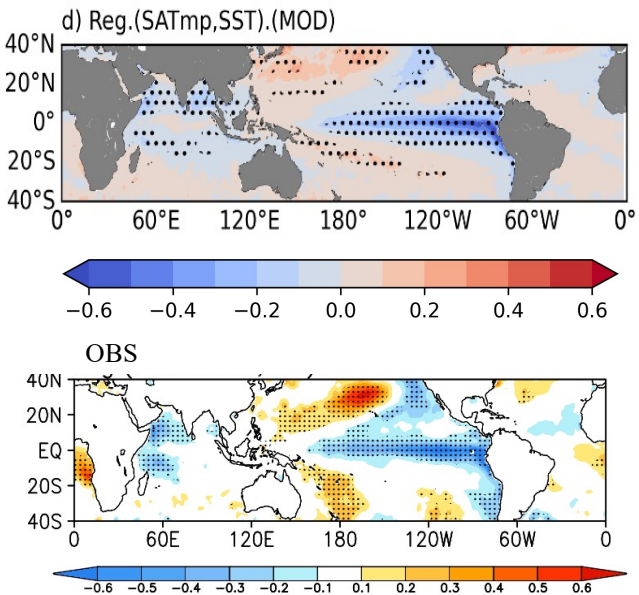 d) Reg.(SATmp,SST).(MOD)
40°N
20°N
0°
20°S
40°S
0° 60°E 120°E 180° 120°W 60°W 0°
−0.6 −0.4 −0.2 0.0 0.2 0.4 0.6
OBS
40N
20N
EQ
20S
40S
0 60E 120E 180 120W 60W 0
−0.6 −0.5 −0.4 −0.3 −0.2 −0.1 0.1 0.2 0.3 0.4 0.5 0.6